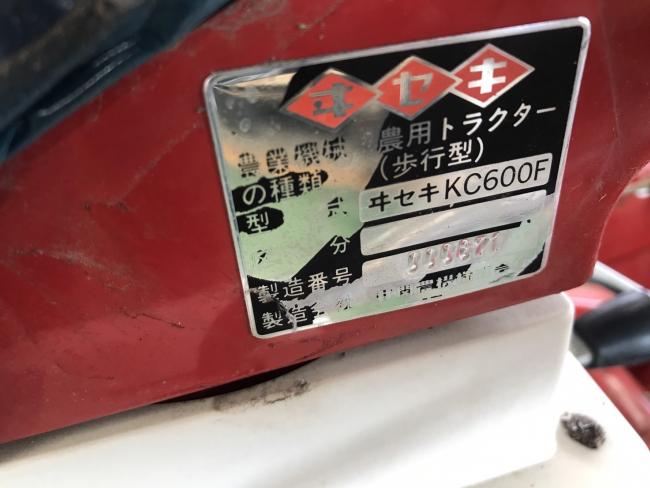 ヰセキ
農業機械の種類
農用トラクター
(歩行型)
型式
ヰセキKC600F
区分
製造番号